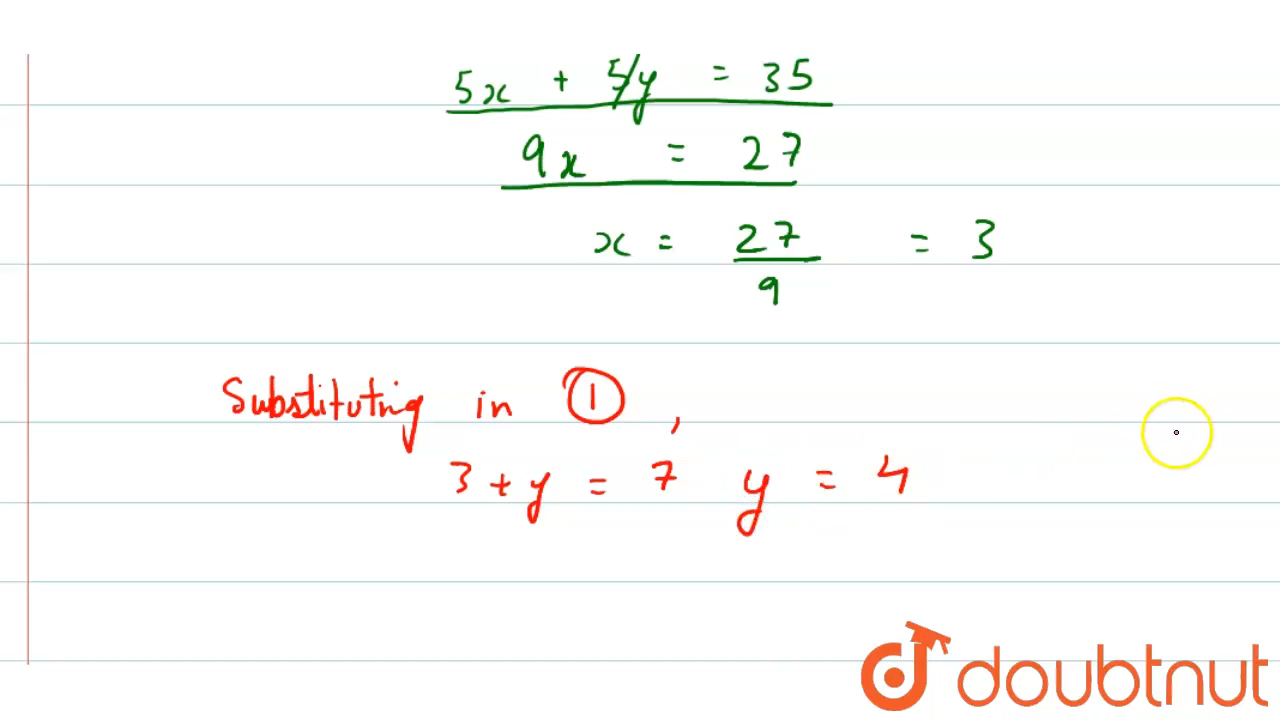 5x + 5y = 35
9x = 27
x = 27/9 = 3
Substituting in ①,
3 + y = 7 y = 4
doubtnut